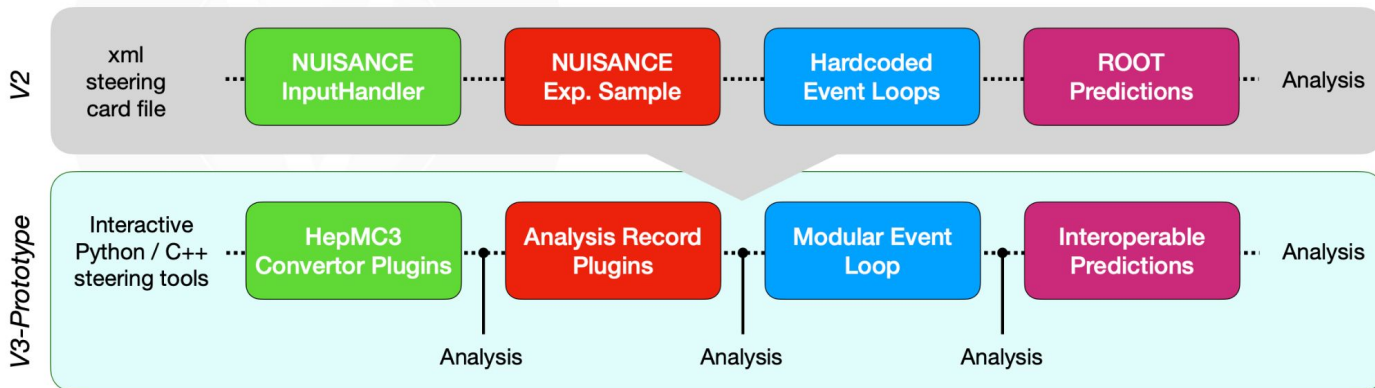 V2
xml
steering
card file
NUISANCE
InputHandler
NUISANCE
Exp. Sample
Hardcoded
Event Loops
ROOT
Predictions
Analysis
V3-Prototype
Interactive
Python / C++
steering tools
HepMC3
Convertor Plugins
Analysis Record
Plugins
Modular Event
Loop
Interoperable
Predictions
Analysis
Analysis
Analysis
Analysis